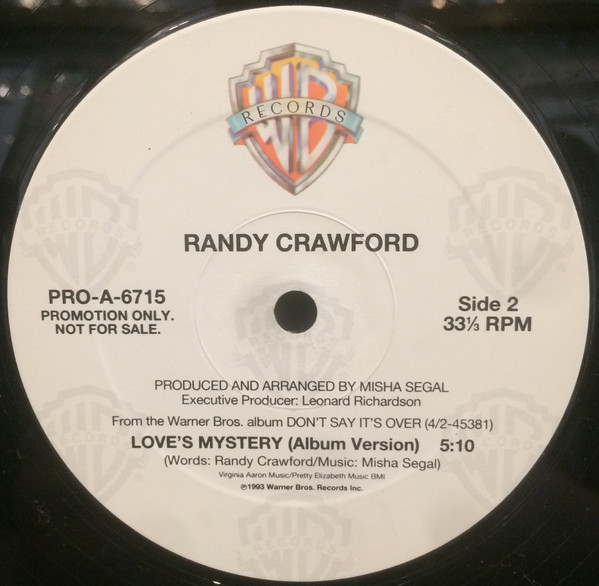 RECORDS
RANDY CRAWFORD
PRO-A-6715
PROMOTION ONLY.
NOT FOR SALE.
Side 2
33⅓ RPM
PRODUCED AND ARRANGED BY MISHA SEGAL
Executive Producer: Leonard Richardson
From the Warner Bros. album DON'T SAY IT'S OVER (4/2-45381)
LOVE'S MYSTERY (Album Version) 5:10
(Words: Randy Crawford/Music: Misha Segal)
Virginia Aaron Music/Pretty Elizabeth Music BMI
℗1993 Warner Bros. Records Inc.